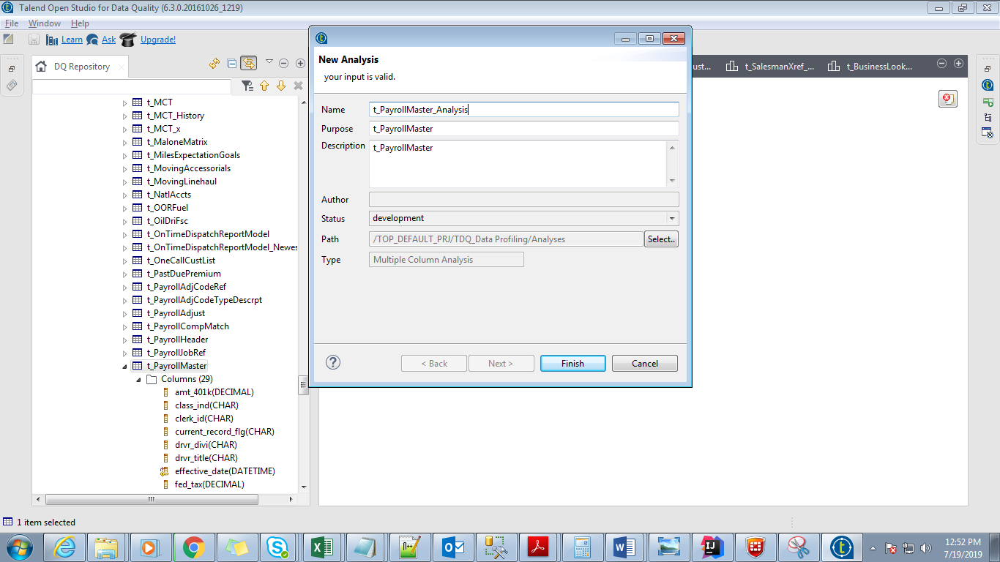 Talend Open Studio for Data Quality (6.3.0.20161026_1219)
File Window Help
Learn Ask Upgrade!
DQ Repository
t_MCT
t_MCT_History
t_MCT_x
t_MaloneMatrix
t_MilesExpectationGoals
t_MovingAccessorials
t_MovingLinehaul
t_NatlAccts
t_OORFuel
t_OilDriFsc
t_OnTimeDispatchReportModel
t_OnTimeDispatchReportModel_Newes
t_OneCallCustList
t_PastDuePremium
t_PayrollAdjCodeRef
t_PayrollAdjCodeTypeDescrpt
t_PayrollAdjust
t_PayrollCompMatch
t_PayrollHeader
t_PayrollJobRef
t_PayrollMaster
Columns (29)
amt_401k(DECIMAL)
class_ind(CHAR)
clerk_id(CHAR)
current_record_flg(CHAR)
drvr_divi(CHAR)
drvr_title(CHAR)
effective_date(DATETIME)
fed_tax(DECIMAL)
New Analysis
your input is valid.
Name t_PayrollMaster_Analysis
Purpose t_PayrollMaster
Description t_PayrollMaster
Author
Status development
Path /TOP_DEFAULT_PRJ/TDQ_Data Profiling/Analyses Select..
Type Multiple Column Analysis
? < Back Next > Finish Cancel
ust... t_SalesmanXref_... t_BusinessLook...
1 item selected
12:52 PM
7/19/2019